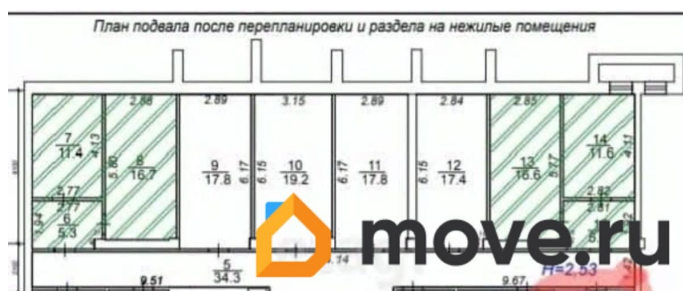 План подвала после перепланировки и раздела на нежилые помещения
2.88 2.89 3.15 2.89 2.84 2.85
7 11.4 4.13 5.80 8 16.7 9 17.8 6.17 6.15 10 19.2 6.17 11 17.8 6.15 12 17.4 13 16.6 5.77 14 11.6 4.11
2.77 2.82
2.77 2.81
6 5.3
move.ru
5 34.3 H=2,53
9.51 9.67